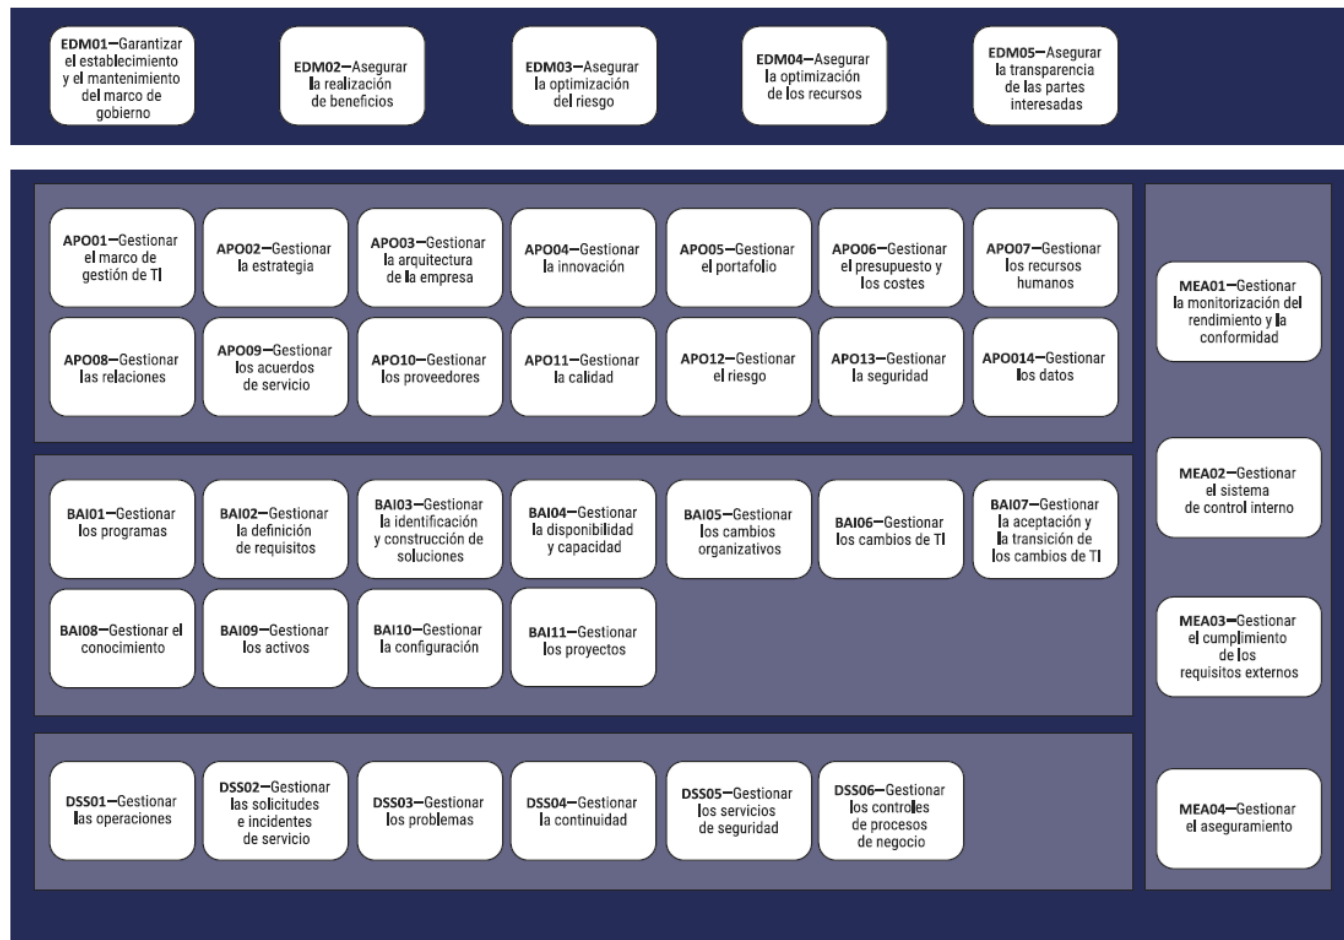 EDM01—Garantizar
el establecimiento
y el mantenimiento
del marco de
gobierno
EDM02—Asegurar
la realización
de beneficios
EDM03—Asegurar
la optimización
del riesgo
EDM04—Asegurar
la optimización
de los recursos
EDM05—Asegurar
la transparencia
de las partes
interesadas
APO01—Gestionar
el marco de
gestión de TI
APO02—Gestionar
la estrategia
APO03—Gestionar
la arquitectura
de la empresa
APO04—Gestionar
la innovación
APO05—Gestionar
el portafolio
APO06—Gestionar
el presupuesto y
los costes
APO07—Gestionar
los recursos
humanos
APO08—Gestionar
las relaciones
APO09—Gestionar
los acuerdos
de servicio
APO10—Gestionar
los proveedores
APO11—Gestionar
la calidad
APO12—Gestionar
el riesgo
APO13—Gestionar
la seguridad
APO014—Gestionar
los datos
BAI01—Gestionar
los programas
BAI02—Gestionar
la definición
de requisitos
BAI03—Gestionar
la identificación
y construcción de
soluciones
BAI04—Gestionar
la disponibilidad
y capacidad
BAI05—Gestionar
los cambios
organizativos
BAI06—Gestionar
los cambios de TI
BAI07—Gestionar
la aceptación y
la transición de
los cambios de TI
BAI08—Gestionar el
conocimiento
BAI09—Gestionar
los activos
BAI10—Gestionar
la configuración
BAI11—Gestionar
los proyectos
DSS01—Gestionar
las operaciones
DSS02—Gestionar
las solicitudes
e incidentes
de servicio
DSS03—Gestionar
los problemas
DSS04—Gestionar
la continuidad
DSS05—Gestionar
los servicios
de seguridad
DSS06—Gestionar
los controles
de procesos
de negocio
MEA01—Gestionar
la monitorización del
rendimiento y la
conformidad
MEA02—Gestionar
el sistema
de control interno
MEA03—Gestionar
el cumplimiento
de los
requisitos externos
MEA04—Gestionar
el aseguramiento